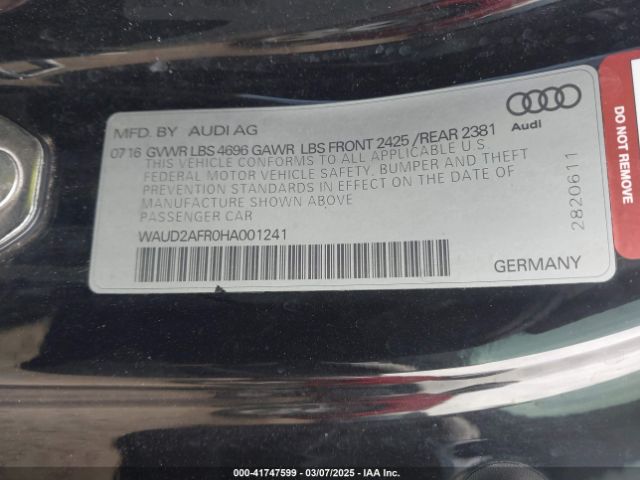 MFD. BY AUDI AG
0716 GVWR LBS 4696 GAWR LBS FRONT 2425 / REAR 2381
THIS VEHICLE CONFORMS TO ALL APPLICABLE U.S.
FEDERAL MOTOR VEHICLE SAFETY, BUMPER AND THEFT
PREVENTION STANDARDS IN EFFECT ON THE DATE OF
MANUFACTURE SHOWN ABOVE
PASSENGER CAR
WAUD2AFR0HA001241
Audi
2820611
GERMANY
DO NOT REMOVE
000-41747599 - 03/07/2025 - IAA Inc.